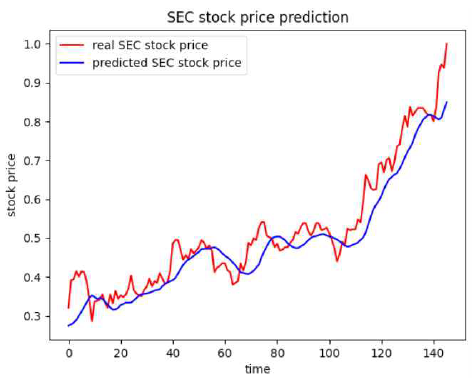 SEC stock price prediction
real SEC stock price
predicted SEC stock price
stock price
1.0
0.9
0.8
0.7
0.6
0.5
0.4
0.3
0 20 40 60 80 100 120 140
time